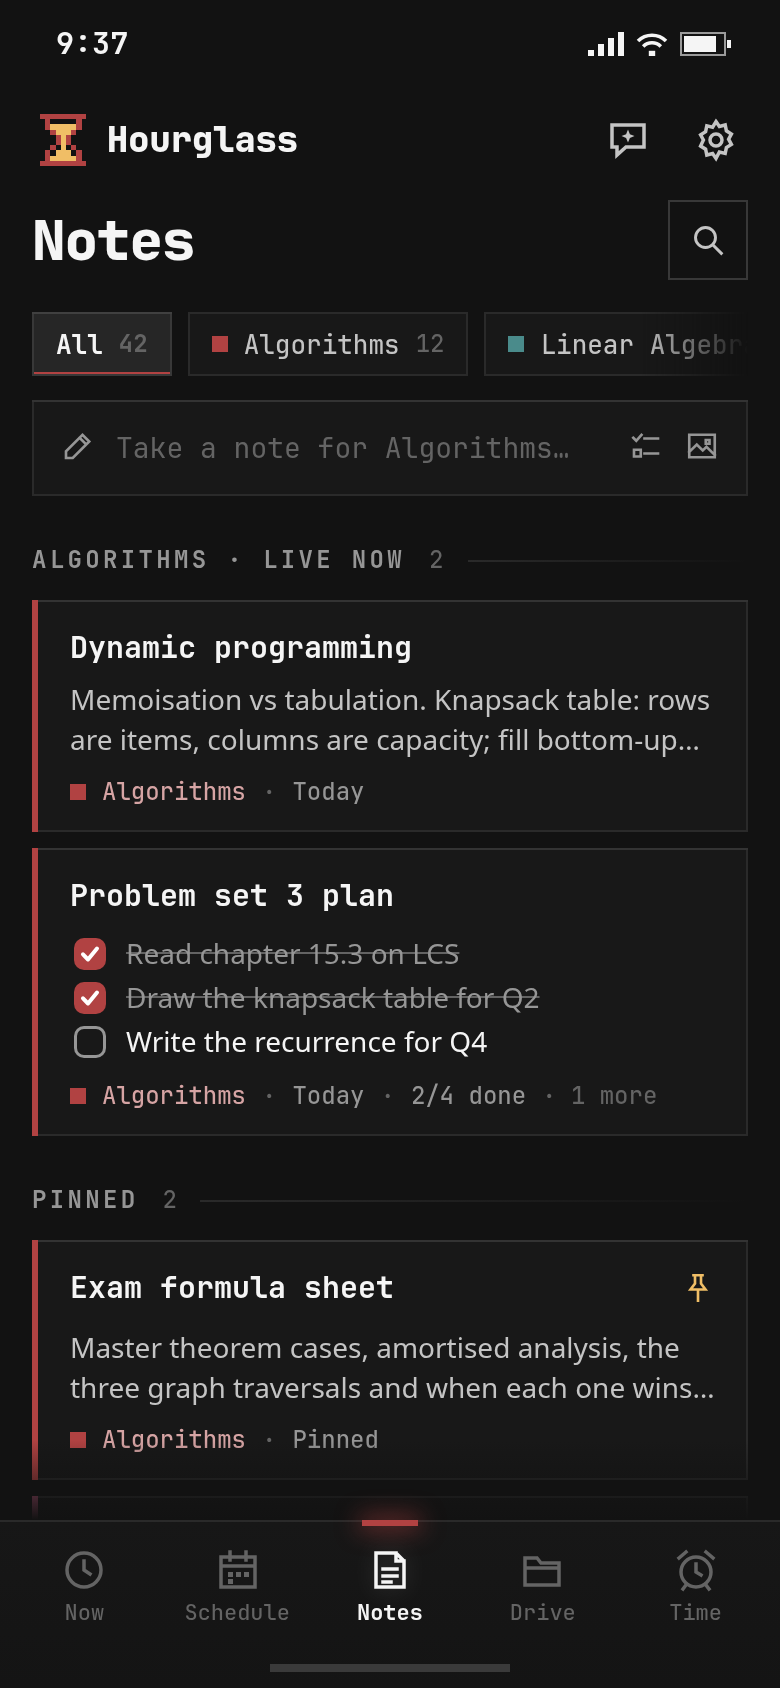 9:37
Hourglass
Notes
All 42
Algorithms 12
Linear Algebr
Take a note for Algorithms…
ALGORITHMS · LIVE NOW 2
Dynamic programming
Memoisation vs tabulation. Knapsack table: rows
are items, columns are capacity; fill bottom-up…
Algorithms · Today
Problem set 3 plan
Read chapter 15.3 on LCS
Draw the knapsack table for Q2
Write the recurrence for Q4
Algorithms · Today · 2/4 done · 1 more
PINNED 2
Exam formula sheet
Master theorem cases, amortised analysis, the
three graph traversals and when each one wins…
Algorithms · Pinned
Now
Schedule
Notes
Drive
Time